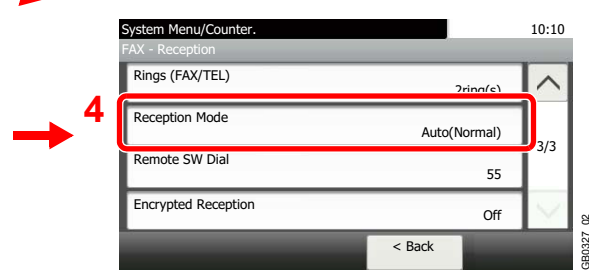 System Menu/Counter. 10:10
FAX - Reception
Rings (FAX/TEL)
2ring(s)
4
Reception Mode
Auto(Normal)
3/3
Remote SW Dial
55
Encrypted Reception
Off
< Back
GB0327_02